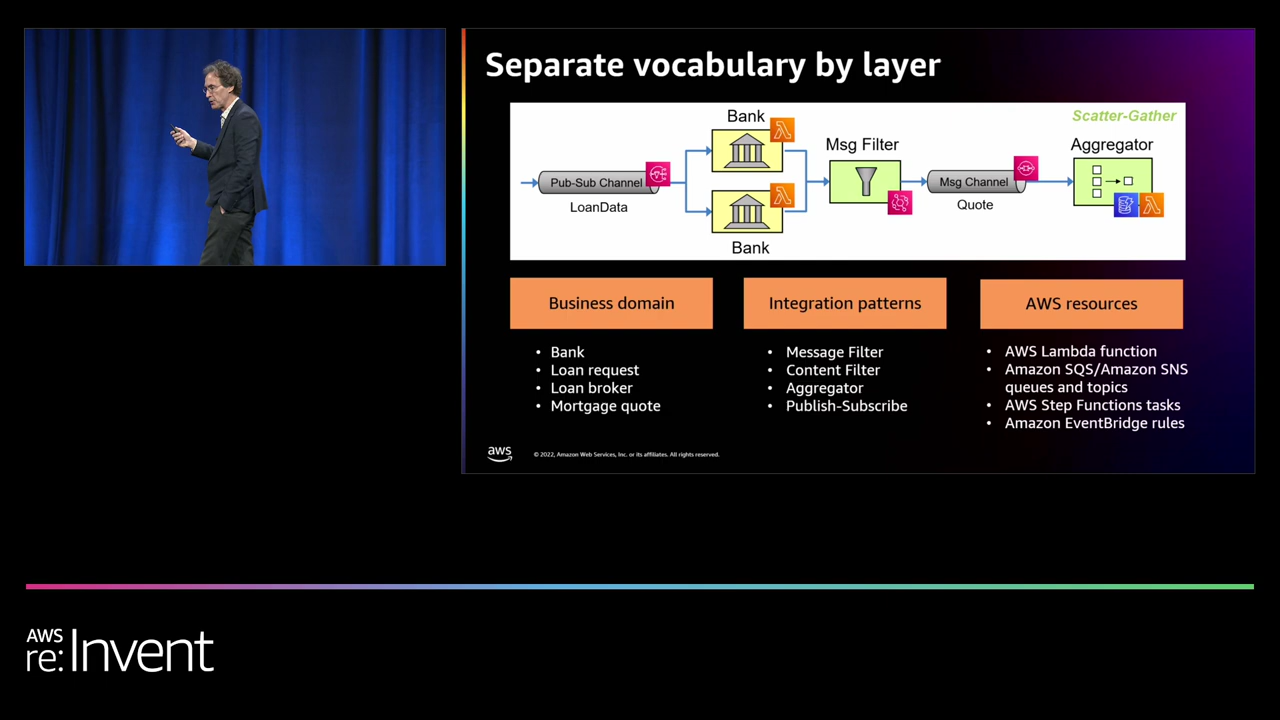 Separate vocabulary by layer
Scatter-Gather
Bank
Msg Filter
Aggregator
Pub-Sub Channel
LoanData
Msg Channel
Quote
Bank
Business domain
• Bank
• Loan request
• Loan broker
• Mortgage quote
Integration patterns
• Message Filter
• Content Filter
• Aggregator
• Publish-Subscribe
AWS resources
• AWS Lambda function
• Amazon SQS/Amazon SNS
queues and topics
• AWS Step Functions tasks
• Amazon EventBridge rules
aws
© 2022, Amazon Web Services, Inc. or its affiliates. All rights reserved.
AWS
re:Invent